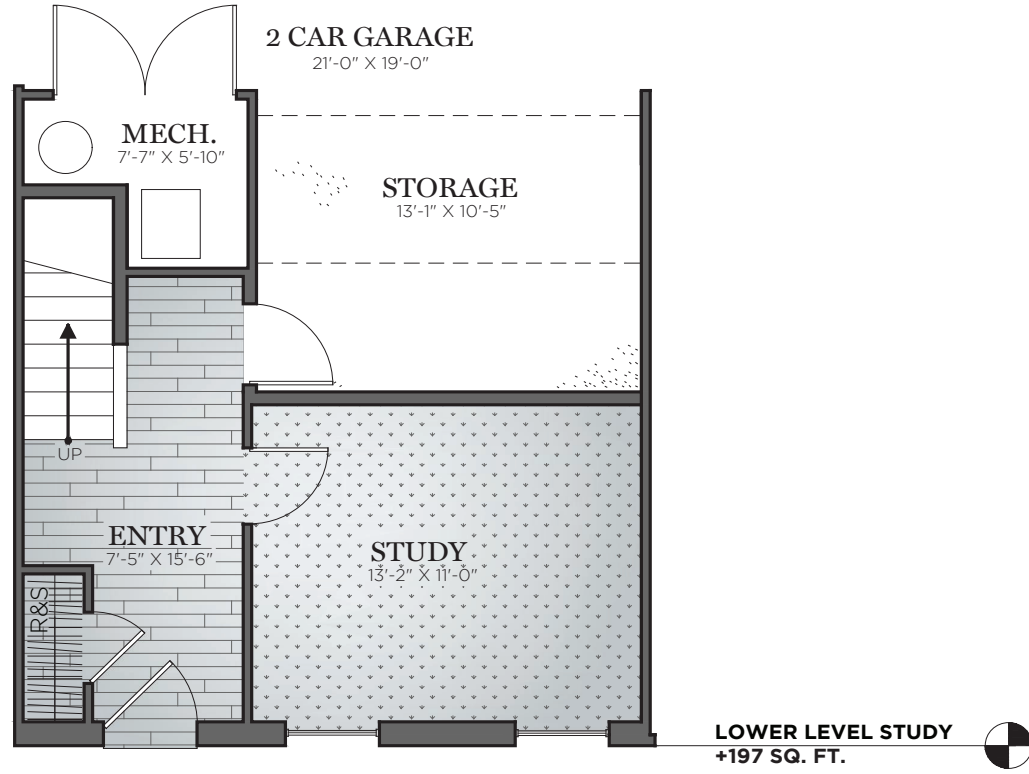 2 CAR GARAGE
21'-0" X 19'-0"
MECH.
7'-7" X 5'-10"
STORAGE
13'-1" X 10'-5"
UP
ENTRY
7'-5" X 15'-6"
STUDY
13'-2" X 11'-0"
R&S
LOWER LEVEL STUDY
+197 SQ. FT.